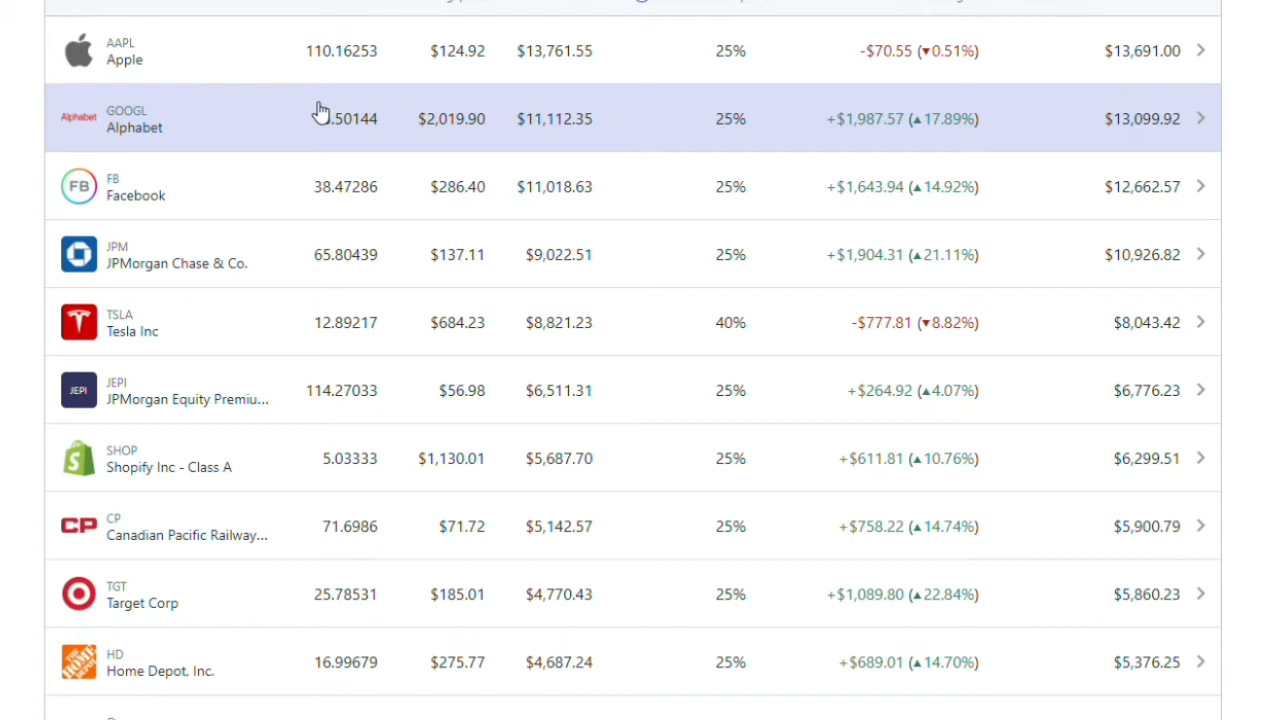 AAPL
Apple 110.16253 $124.92 $13,761.55 25% -$70.55 (▼0.51%) $13,691.00
Alphabet
GOOGL
Alphabet .50144 $2,019.90 $11,112.35 25% +$1,987.57 (▲17.89%) $13,099.92
FB
FB
Facebook 38.47286 $286.40 $11,018.63 25% +$1,643.94 (▲14.92%) $12,662.57
JPM
JPMorgan Chase & Co. 65.80439 $137.11 $9,022.51 25% +$1,904.31 (▲21.11%) $10,926.82
TSLA
Tesla Inc 12.89217 $684.23 $8,821.23 40% -$777.81 (▼8.82%) $8,043.42
JEPI
JEPI
JPMorgan Equity Premiu... 114.27033 $56.98 $6,511.31 25% +$264.92 (▲4.07%) $6,776.23
SHOP
Shopify Inc - Class A 5.03333 $1,130.01 $5,687.70 25% +$611.81 (▲10.76%) $6,299.51
CP
CP
Canadian Pacific Railway... 71.6986 $71.72 $5,142.57 25% +$758.22 (▲14.74%) $5,900.79
TGT
Target Corp 25.78531 $185.01 $4,770.43 25% +$1,089.80 (▲22.84%) $5,860.23
THE HOME DEPOT
HD
Home Depot, Inc. 16.99679 $275.77 $4,687.24 25% +$689.01 (▲14.70%) $5,376.25